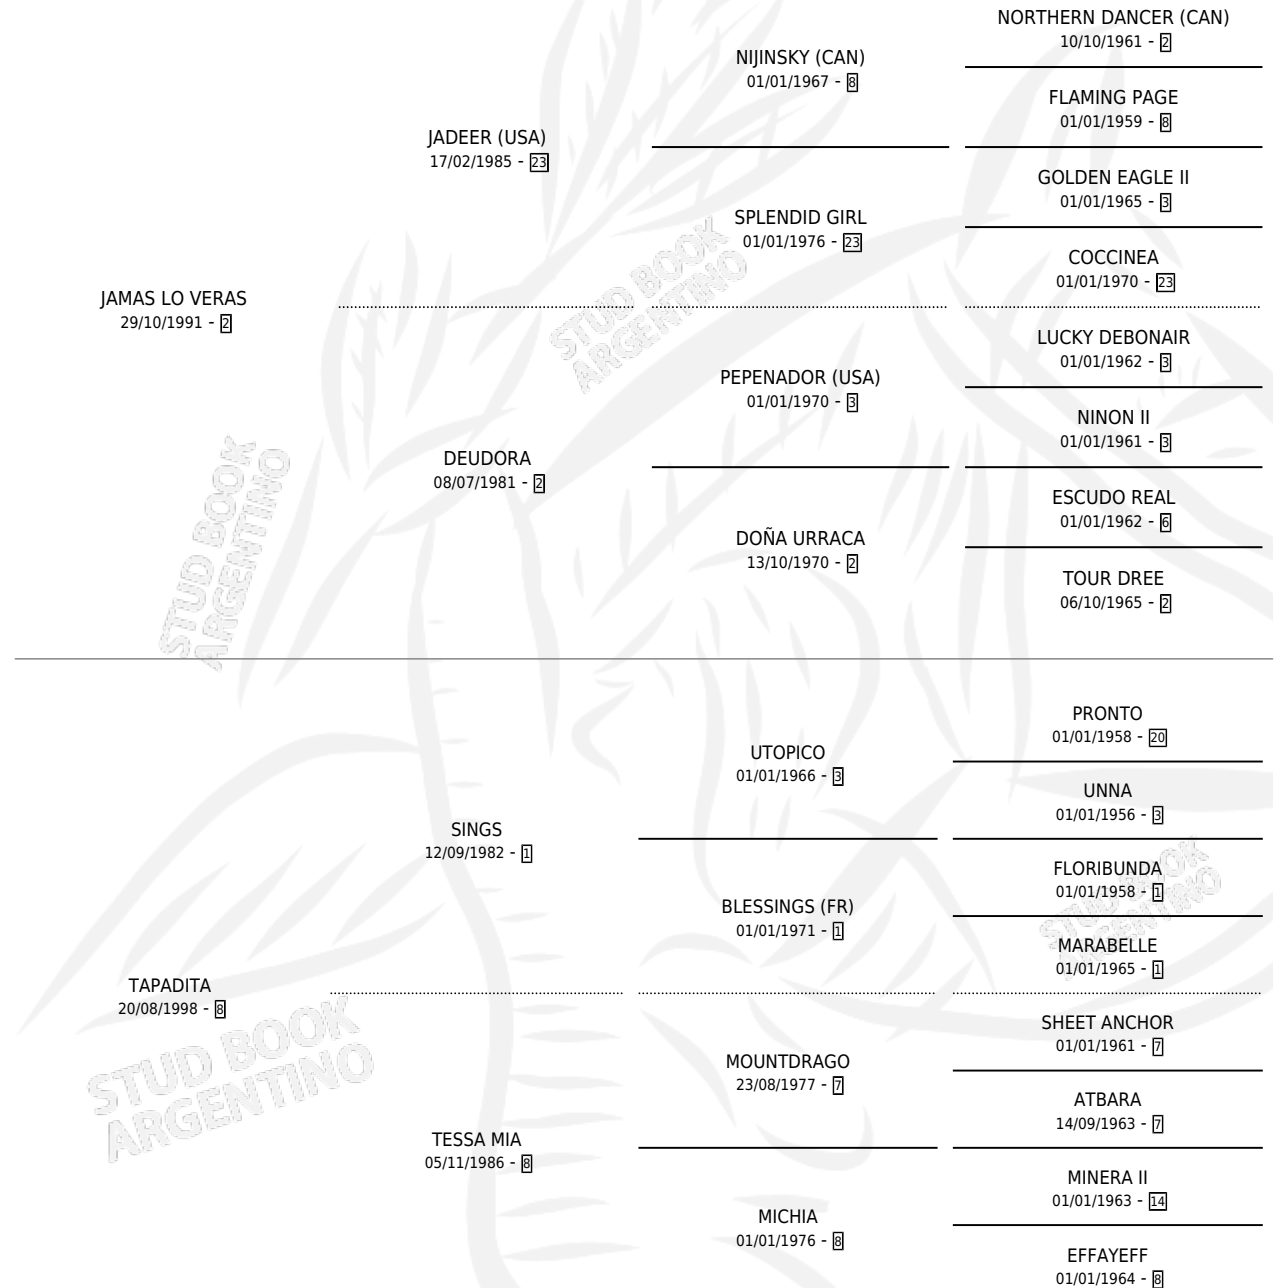 NORTHERN DANCER (CAN)
10/10/1961 - 2
NIJINSKY (CAN)
01/01/1967 - 8
FLAMING PAGE
01/01/1959 - 8
JADEER (USA)
17/02/1985 - 23
GOLDEN EAGLE II
01/01/1965 - 3
SPLENDID GIRL
01/01/1976 - 23
COCCINEA
01/01/1970 - 23
JAMAS LO VERAS
29/10/1991 - 2
LUCKY DEBONAIR
01/01/1962 - 3
PEPENADOR (USA)
01/01/1970 - 3
NINON II
01/01/1961 - 3
DEUDORA
08/07/1981 - 2
ESCUDO REAL
01/01/1962 - 6
DOÑA URRACA
13/10/1970 - 2
TOUR DREE
06/10/1965 - 2
PRONTO
01/01/1958 - 20
UTOPICO
01/01/1966 - 3
UNNA
01/01/1956 - 3
SINGS
12/09/1982 - 1
FLORIBUNDA
01/01/1958 - 1
BLESSINGS (FR)
01/01/1971 - 1
MARABELLE
01/01/1965 - 1
TAPADITA
20/08/1998 - 8
SHEET ANCHOR
01/01/1961 - 7
MOUNTDRAGO
23/08/1977 - 7
ATBARA
14/09/1963 - 7
TESSA MIA
05/11/1986 - 8
MINERA II
01/01/1963 - 14
MICHIA
01/01/1976 - 8
EFFAYEFF
01/01/1964 - 8
STUD BOOK
ARGENTINO
STUD BOOK
ARGENTINO
STUD BOOK
ARGENTINO
STUD BOOK
ARGENTINO